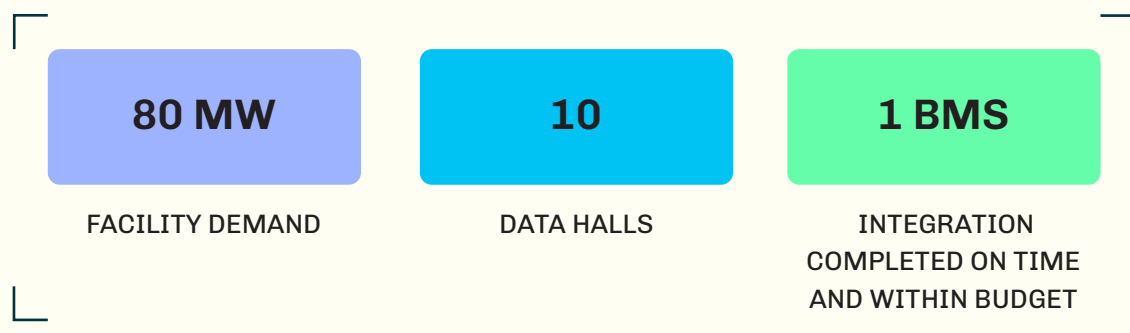 80 MW
10
1 BMS
FACILITY DEMAND
DATA HALLS
INTEGRATION
COMPLETED ON TIME
AND WITHIN BUDGET